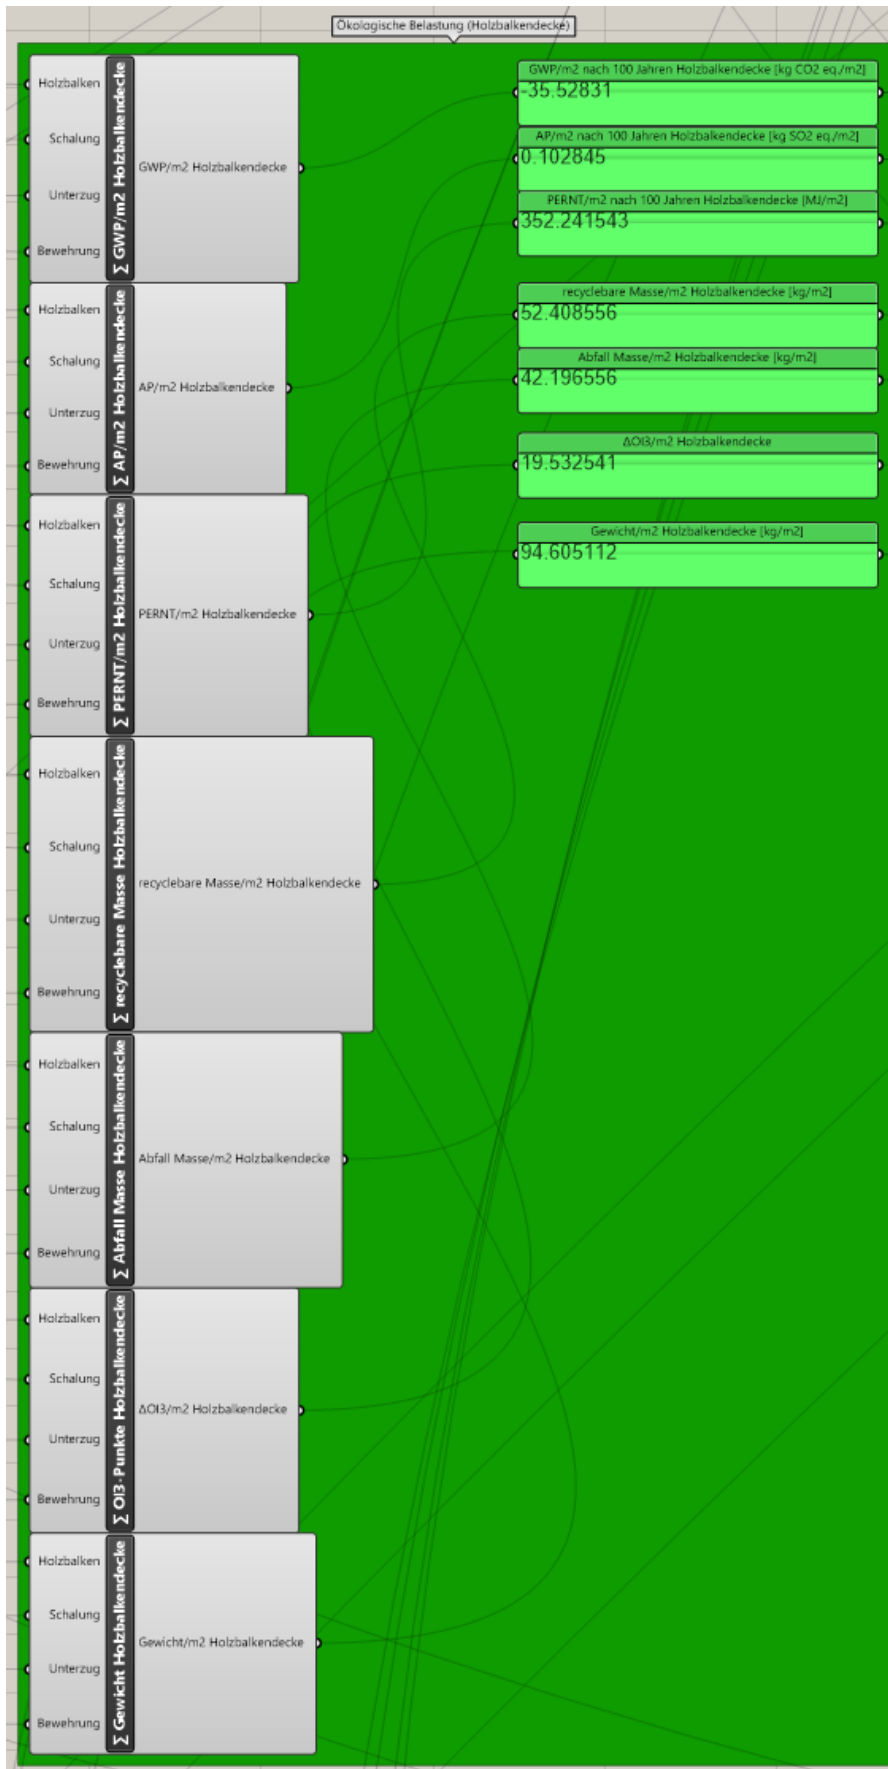 Ökologische Belastung (Holzbalkendecke)
Holzbalken
Schalung
Unterzug
Bewehrung
∑ GWP/m2 Holzbalkendecke
GWP/m2 Holzbalkendecke
Holzbalken
Schalung
Unterzug
Bewehrung
∑ AP/m2 Holzbalkendecke
AP/m2 Holzbalkendecke
Holzbalken
Schalung
Unterzug
Bewehrung
∑ PERNT/m2 Holzbalkendecke
PERNT/m2 Holzbalkendecke
Holzbalken
Schalung
Unterzug
Bewehrung
∑ recyclebare Masse Holzbalkendecke
recyclebare Masse/m2 Holzbalkendecke
Holzbalken
Schalung
Unterzug
Bewehrung
∑ Abfall Masse Holzbalkendecke
Abfall Masse/m2 Holzbalkendecke
Holzbalken
Schalung
Unterzug
Bewehrung
∑ OI3-Punkte Holzbalkendecke
ΔOI3/m2 Holzbalkendecke
Holzbalken
Schalung
Unterzug
Bewehrung
∑ Gewicht Holzbalkendecke
Gewicht/m2 Holzbalkendecke
GWP/m2 nach 100 Jahren Holzbalkendecke [kg CO2 eq./m2]
-35.52831
AP/m2 nach 100 Jahren Holzbalkendecke [kg SO2 eq./m2]
0.102845
PERNT/m2 nach 100 Jahren Holzbalkendecke [MJ/m2]
352.241543
recyclebare Masse/m2 Holzbalkendecke [kg/m2]
52.408556
Abfall Masse/m2 Holzbalkendecke [kg/m2]
42.196556
ΔOI3/m2 Holzbalkendecke
19.532541
Gewicht/m2 Holzbalkendecke [kg/m2]
94.605112